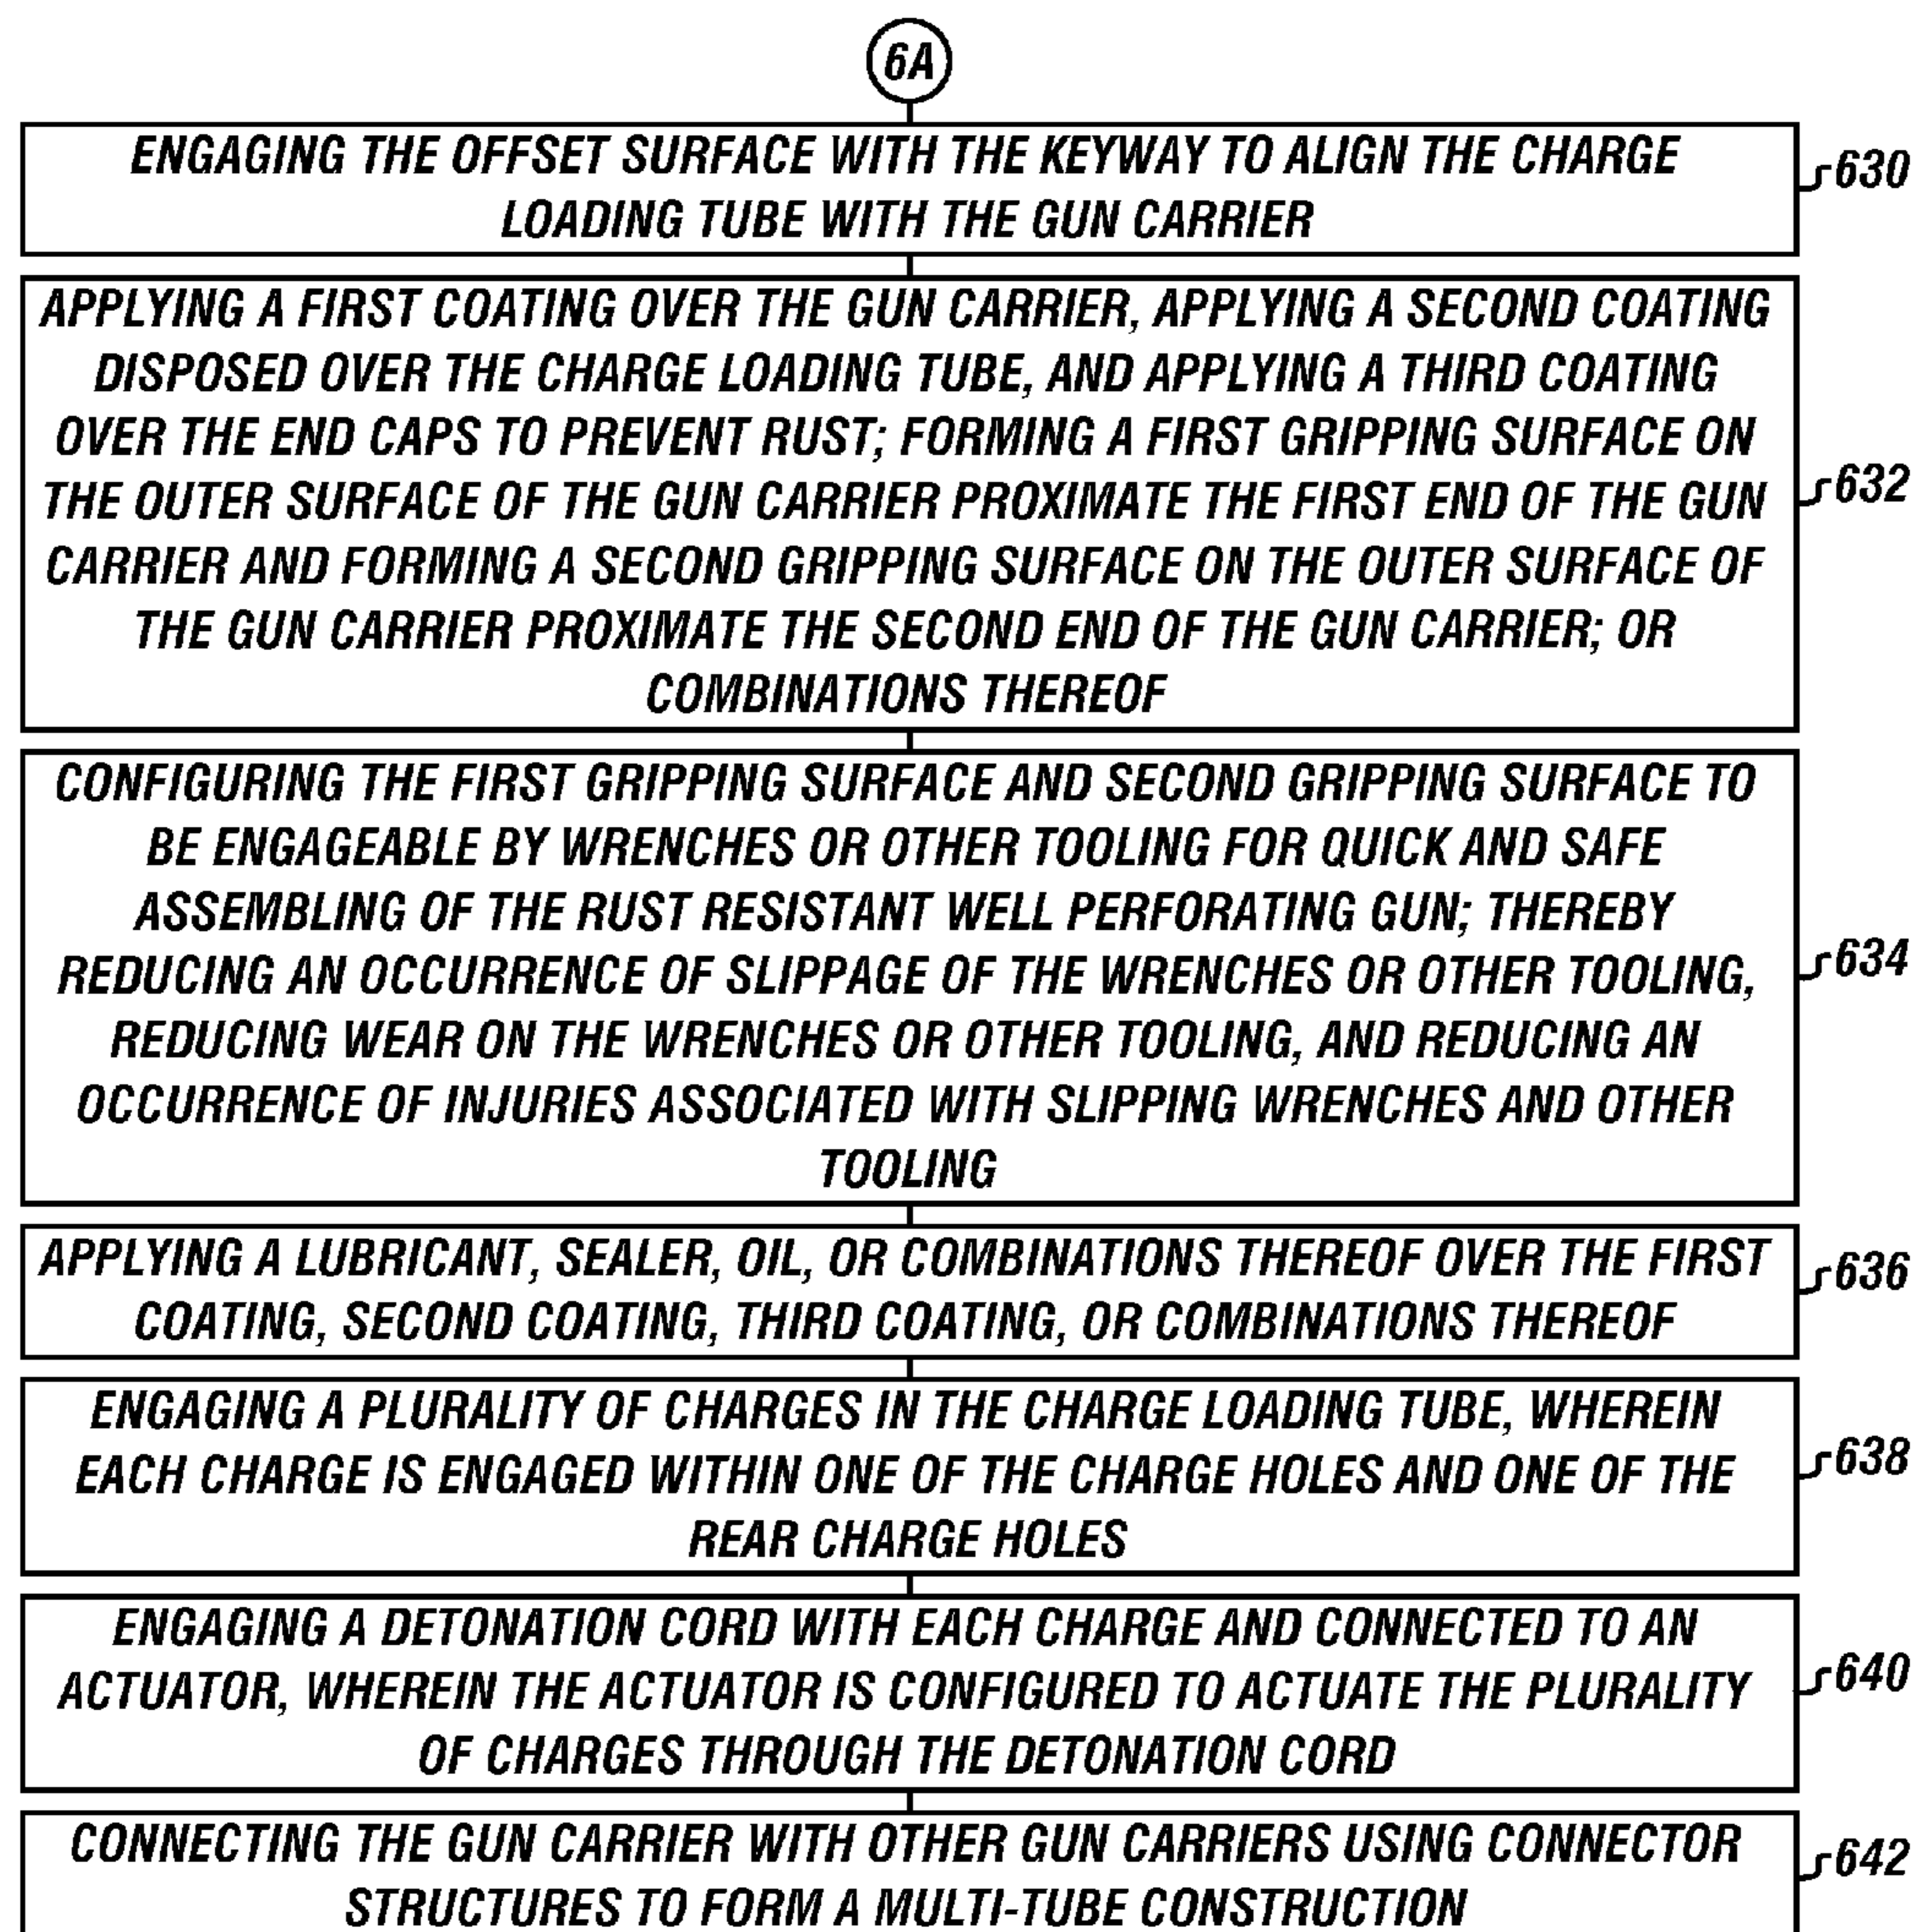 6A
ENGAGING THE OFFSET SURFACE WITH THE KEYWAY TO ALIGN THE CHARGE
LOADING TUBE WITH THE GUN CARRIER
630
APPLYING A FIRST COATING OVER THE GUN CARRIER, APPLYING A SECOND COATING
DISPOSED OVER THE CHARGE LOADING TUBE, AND APPLYING A THIRD COATING
OVER THE END CAPS TO PREVENT RUST; FORMING A FIRST GRIPPING SURFACE ON
THE OUTER SURFACE OF THE GUN CARRIER PROXIMATE THE FIRST END OF THE GUN
CARRIER AND FORMING A SECOND GRIPPING SURFACE ON THE OUTER SURFACE OF
THE GUN CARRIER PROXIMATE THE SECOND END OF THE GUN CARRIER; OR
COMBINATIONS THEREOF
632
CONFIGURING THE FIRST GRIPPING SURFACE AND SECOND GRIPPING SURFACE TO
BE ENGAGEABLE BY WRENCHES OR OTHER TOOLING FOR QUICK AND SAFE
ASSEMBLING OF THE RUST RESISTANT WELL PERFORATING GUN; THEREBY
REDUCING AN OCCURRENCE OF SLIPPAGE OF THE WRENCHES OR OTHER TOOLING,
REDUCING WEAR ON THE WRENCHES OR OTHER TOOLING, AND REDUCING AN
OCCURRENCE OF INJURIES ASSOCIATED WITH SLIPPING WRENCHES AND OTHER
TOOLING
634
APPLYING A LUBRICANT, SEALER, OIL, OR COMBINATIONS THEREOF OVER THE FIRST
COATING, SECOND COATING, THIRD COATING, OR COMBINATIONS THEREOF
636
ENGAGING A PLURALITY OF CHARGES IN THE CHARGE LOADING TUBE, WHEREIN
EACH CHARGE IS ENGAGED WITHIN ONE OF THE CHARGE HOLES AND ONE OF THE
REAR CHARGE HOLES
638
ENGAGING A DETONATION CORD WITH EACH CHARGE AND CONNECTED TO AN
ACTUATOR, WHEREIN THE ACTUATOR IS CONFIGURED TO ACTUATE THE PLURALITY
OF CHARGES THROUGH THE DETONATION CORD
640
CONNECTING THE GUN CARRIER WITH OTHER GUN CARRIERS USING CONNECTOR
STRUCTURES TO FORM A MULTI-TUBE CONSTRUCTION
642